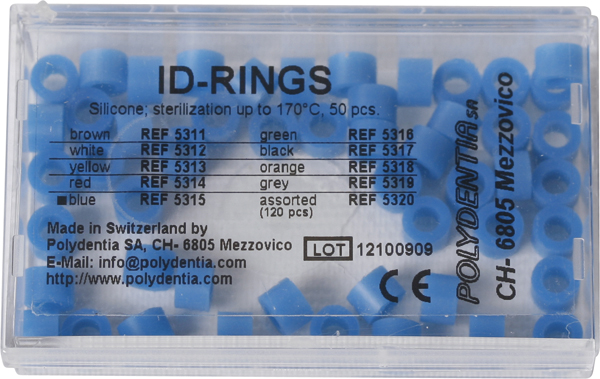 ID-RINGS
Silicone; sterilization up to 170°C, 50 pcs.
brown REF 5311 green REF 5316
white REF 5312 black REF 5317
yellow REF 5313 orange REF 5318
red REF 5314 grey REF 5319
■ blue REF 5315 assorted REF 5320
(120 pcs)
Made in Switzerland by
Polydentia SA, CH- 6805 Mezzovico
E-Mail: info@polydentia.com
http://www.polydentia.com
LOT 12100909
CE
POLYDENTIA SA
CH- 6805 Mezzovico